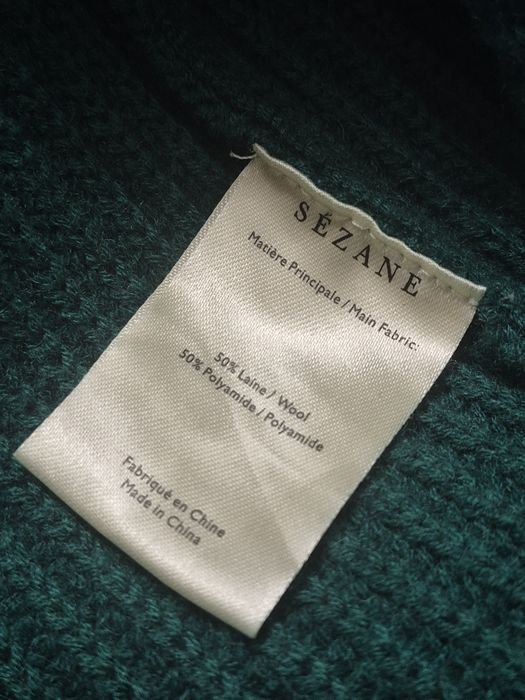 SÉZANE
Matière Principale / Main Fabric:
50% Laine / Wool
50% Polyamide / Polyamide
Fabriqué en Chine
Made in China